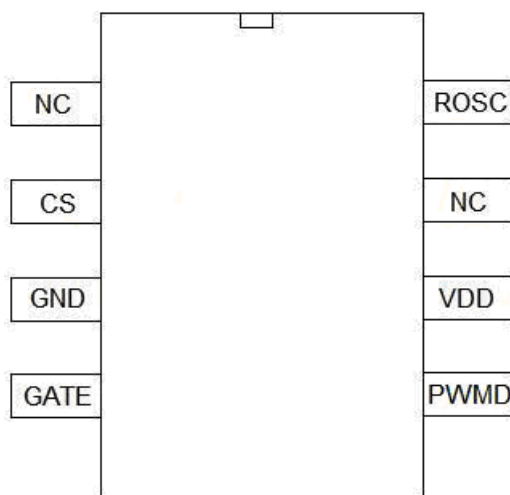 NC
CS
GND
GATE
ROSC
NC
VDD
PWMD